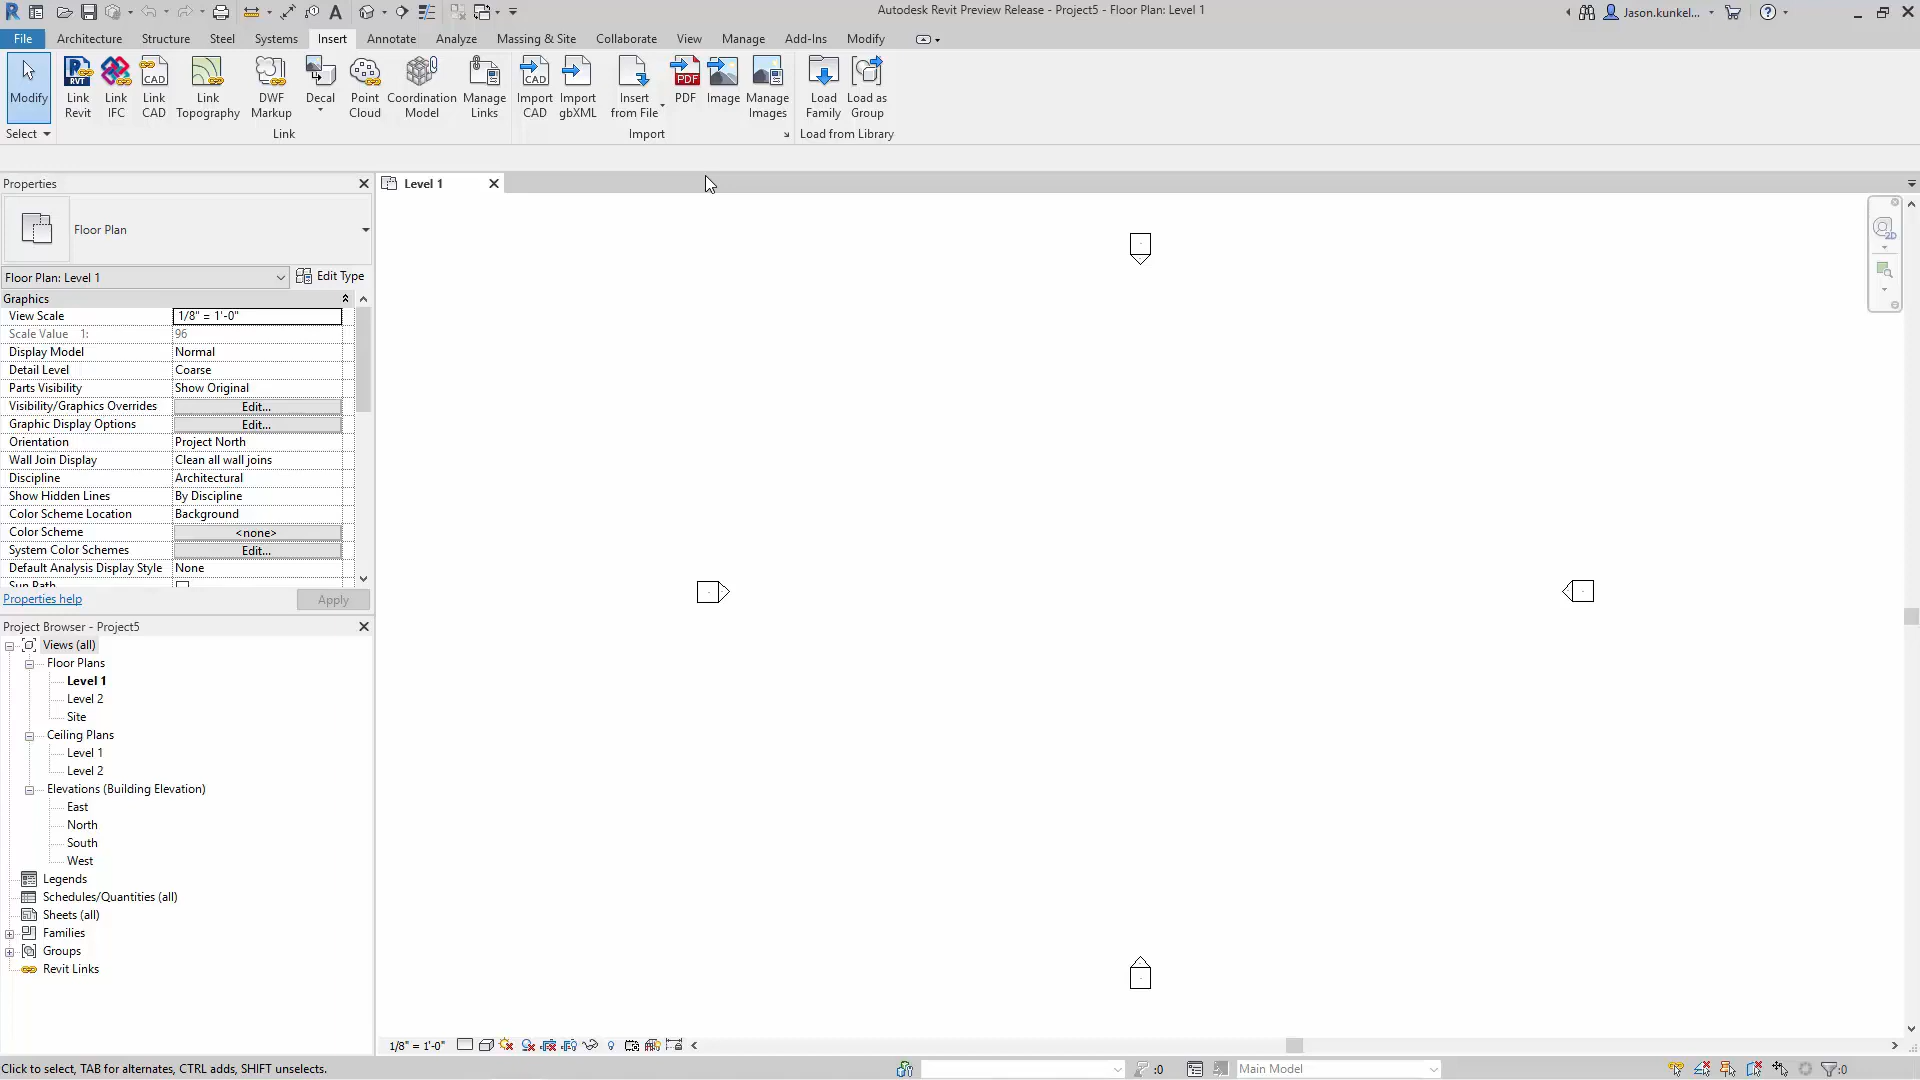 Autodesk Revit Preview Release - Project5 - Floor Plan: Level 1
Jason.kunkel...
File Architecture Structure Steel Systems Insert Annotate Analyze Massing & Site Collaborate View Manage Add-Ins Modify
Modify
Link Revit
Link IFC
Link CAD
Link Topography
DWF Markup
Decal
Point Cloud
Coordination Model
Manage Links
Import CAD
Import gbXML
Insert from File
PDF
Image
Manage Images
Load Family
Load as Group
Select
Link
Import
Load from Library
Properties
Level 1
Floor Plan
Floor Plan: Level 1
Edit Type
Graphics
View Scale 1/8" = 1'-0"
Scale Value 1: 96
Display Model Normal
Detail Level Coarse
Parts Visibility Show Original
Visibility/Graphics Overrides Edit...
Graphic Display Options Edit...
Orientation Project North
Wall Join Display Clean all wall joins
Discipline Architectural
Show Hidden Lines By Discipline
Color Scheme Location Background
Color Scheme <none>
System Color Schemes Edit...
Default Analysis Display Style None
Sun Path
Properties help
Apply
Project Browser - Project5
Views (all)
Floor Plans
Level 1
Level 2
Site
Ceiling Plans
Level 1
Level 2
Elevations (Building Elevation)
East
North
South
West
Legends
Schedules/Quantities (all)
Sheets (all)
Families
Groups
Revit Links
1/8" = 1'-0"
Click to select, TAB for alternates, CTRL adds, SHIFT unselects.
:0
Main Model
:0